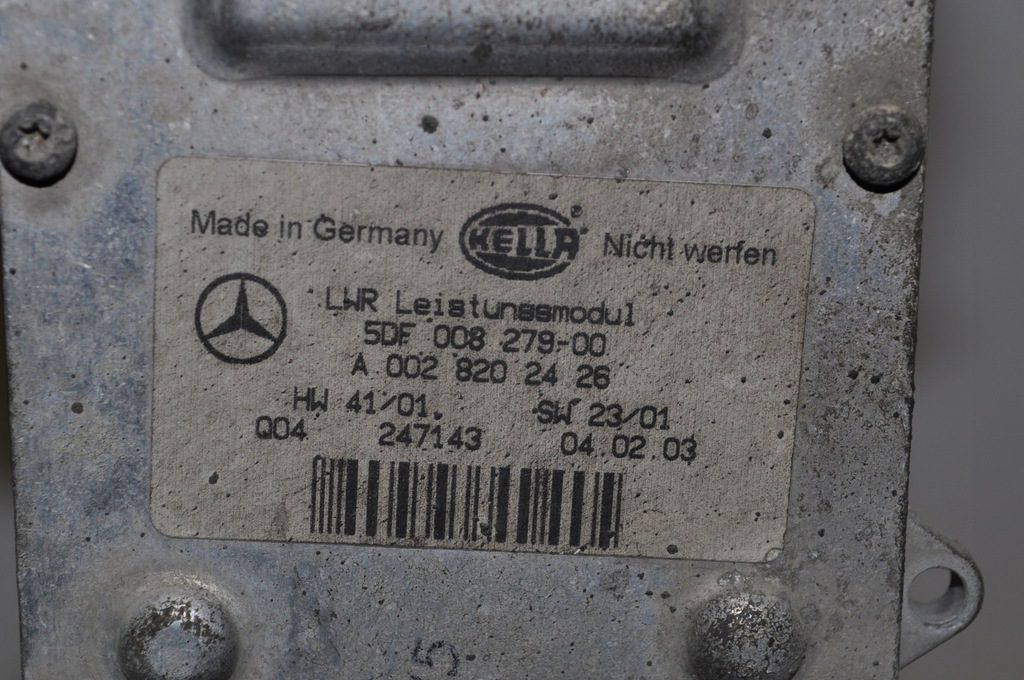 Made in Germany HELLA® Nicht werfen
LWR Leistungsmodul
5DF 008 279-00
A 002 820 24 26
HW 41/01. SW 23/01
Q04 247143 04.02.03